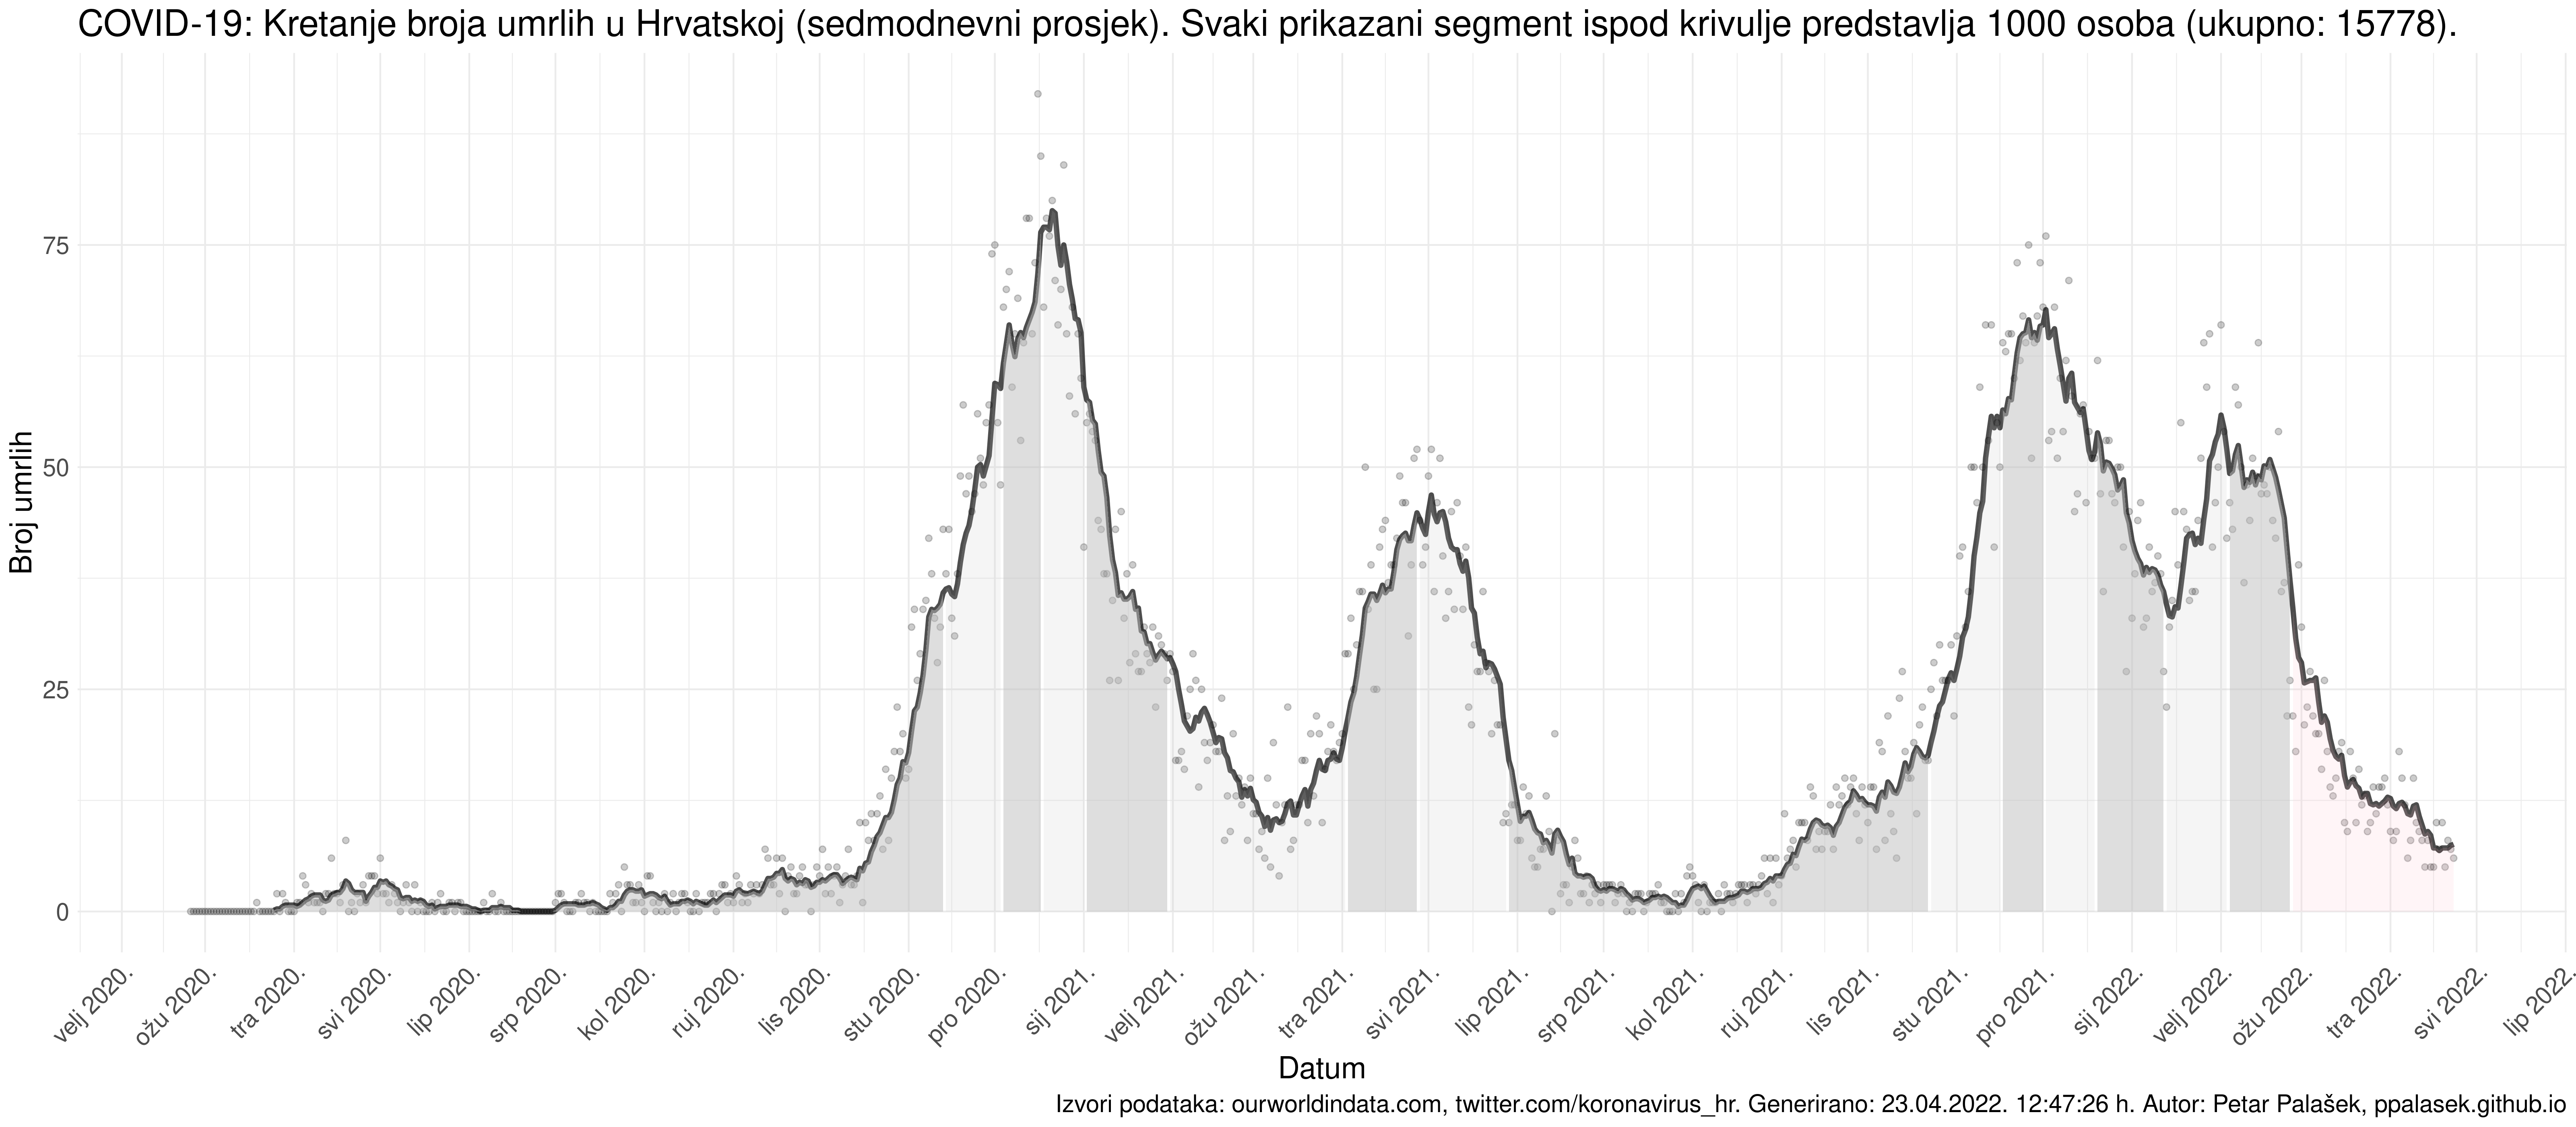 COVID-19: Kretanje broja umrlih u Hrvatskoj (sedmodnevni prosjek). Svaki prikazani segment ispod krivulje predstavlja 1000 osoba (ukupno: 15778).
Broj umrlih
75
50
25
0
velj 2020.
ožu 2020.
tra 2020.
svi 2020.
lip 2020.
srp 2020.
kol 2020.
ruj 2020.
lis 2020.
stu 2020.
pro 2020.
sij 2021.
velj 2021.
ožu 2021.
tra 2021.
svi 2021.
lip 2021.
srp 2021.
kol 2021.
ruj 2021.
lis 2021.
stu 2021.
pro 2021.
sij 2022.
velj 2022.
ožu 2022.
tra 2022.
svi 2022.
lip 2022.
Datum
Izvori podataka: ourworldindata.com, twitter.com/koronavirus_hr. Generirano: 23.04.2022. 12:47:26 h. Autor: Petar Palašek, ppalasek.github.io